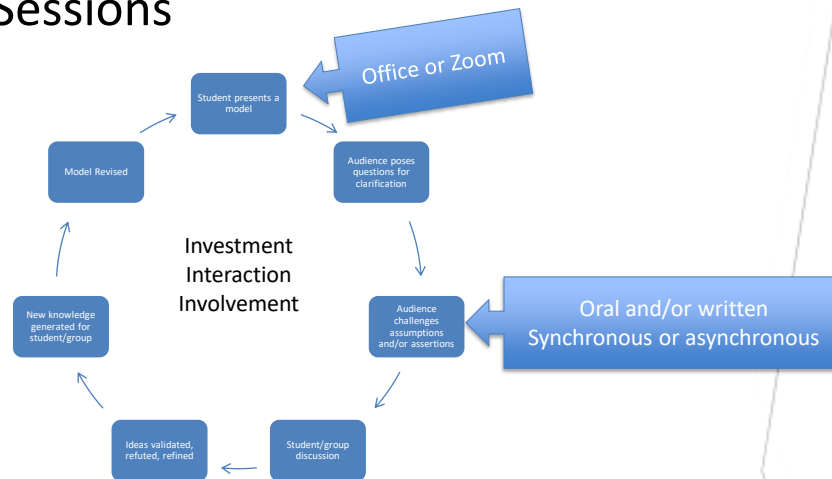 Sessions
Office or Zoom
Student presents a
model
Audience poses
questions for
clarification
Model Revised
Investment
Interaction
Involvement
Audience
challenges
assumptions
and/or assertions
Oral and/or written
Synchronous or asynchronous
New knowledge
generated for
student/group
Student/group
discussion
Ideas validated,
refuted, refined